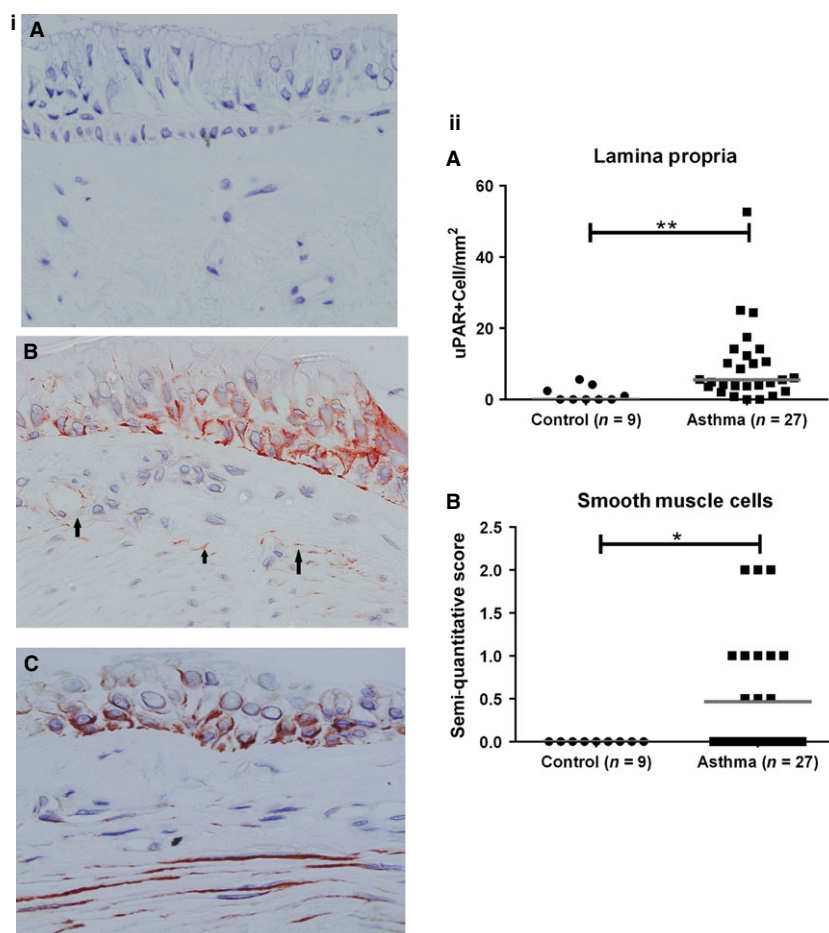 i
A
B
C
ii
A
Lamina propria
uPAR+Cell/mm²
60
40
20
0
**
Control (n = 9)
Asthma (n = 27)
B
Smooth muscle cells
Semi-quantitative score
2.5
2.0
1.5
1.0
0.5
0.0
*
Control (n = 9)
Asthma (n = 27)